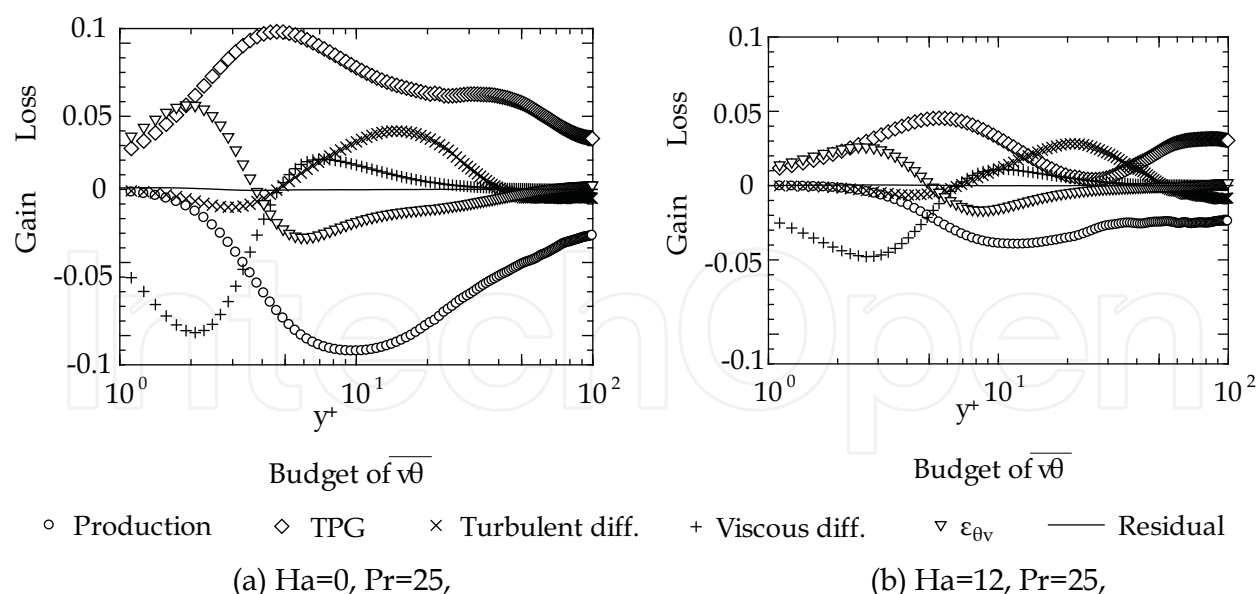 0.1
0.05
0
-0.05
-0.1
Loss
Gain
10^0
10^1
10^2
y^+
0.1
0.05
0
-0.05
-0.1
Loss
Gain
10^0
10^1
10^2
y^+
IntechOpen
Budget of v̅θ̅
Budget of v̅θ̅
○ Production ◇ TPG × Turbulent diff. + Viscous diff. ▽ ε_θv — Residual
(a) Ha=0, Pr=25,
(b) Ha=12, Pr=25,